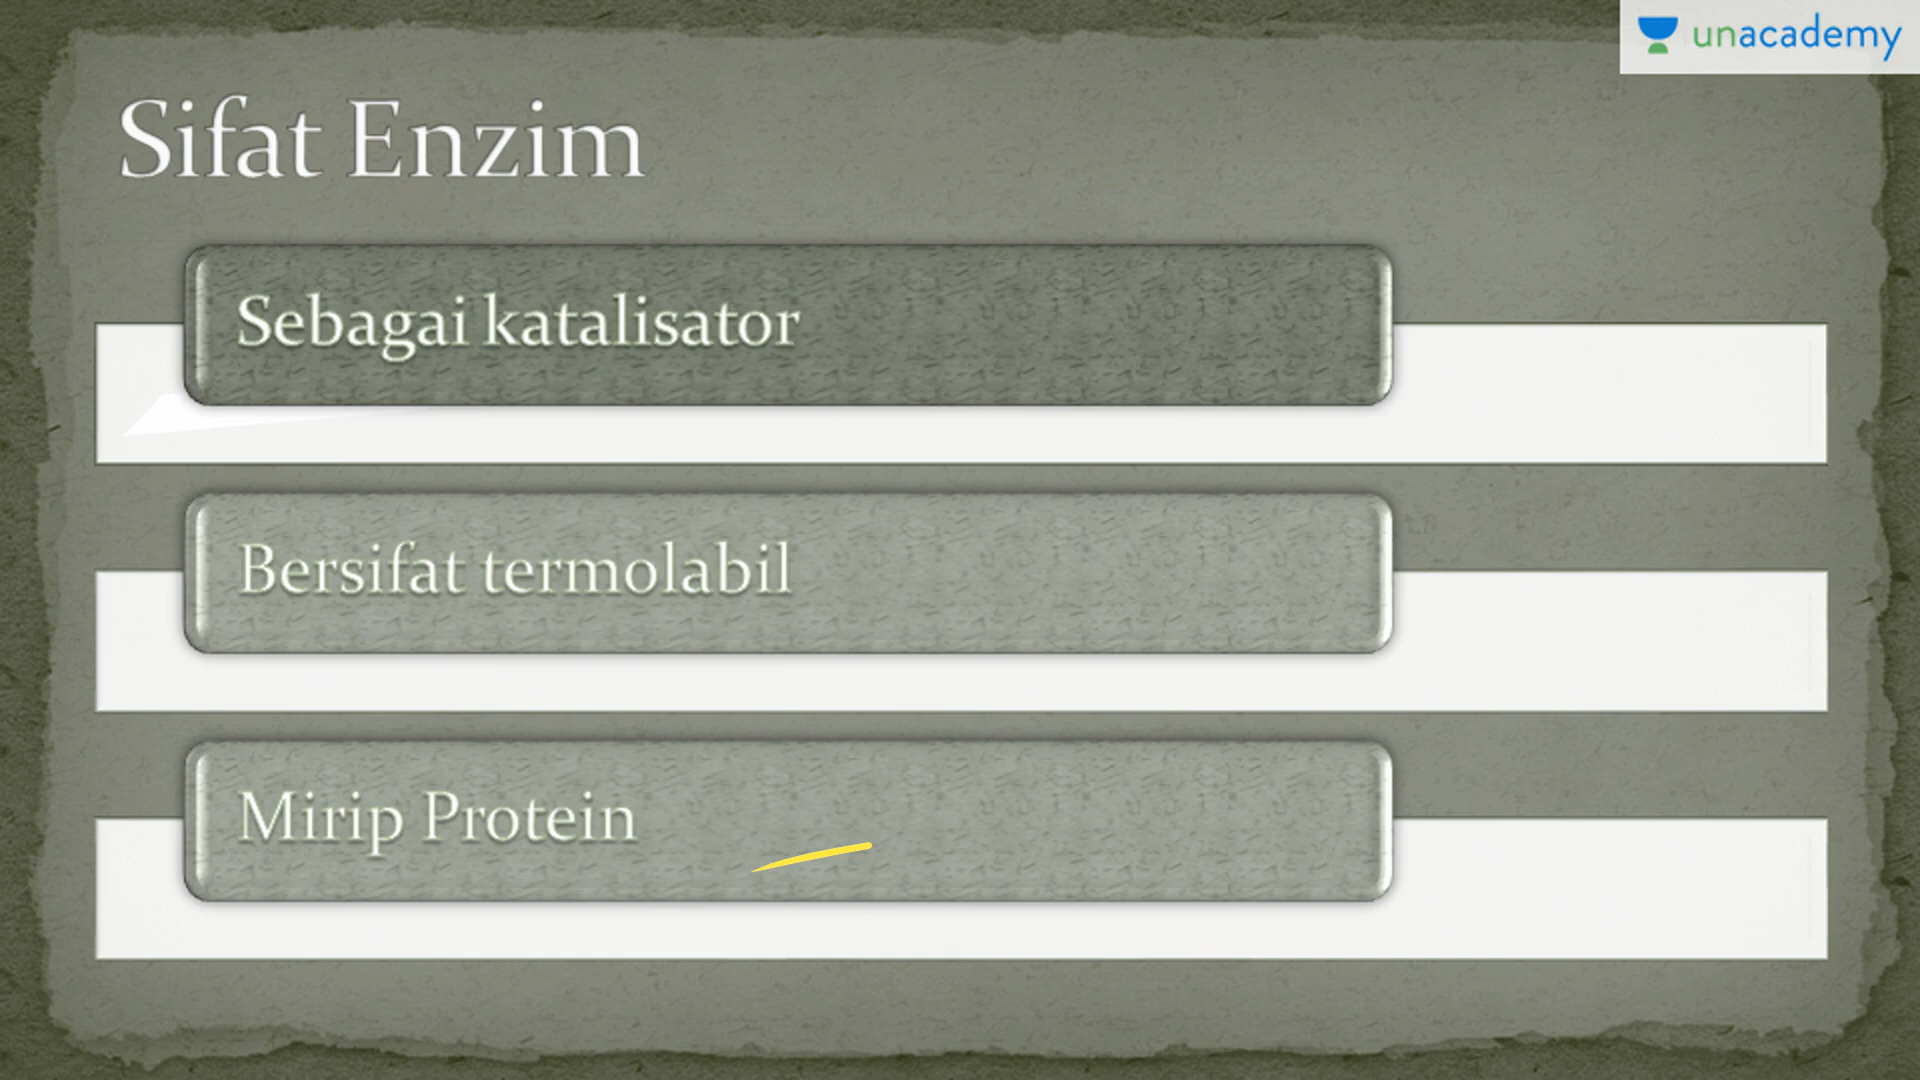 unacademy
Sifat Enzim
Sebagai katalisator
Bersifat termolabil
Mirip Protein